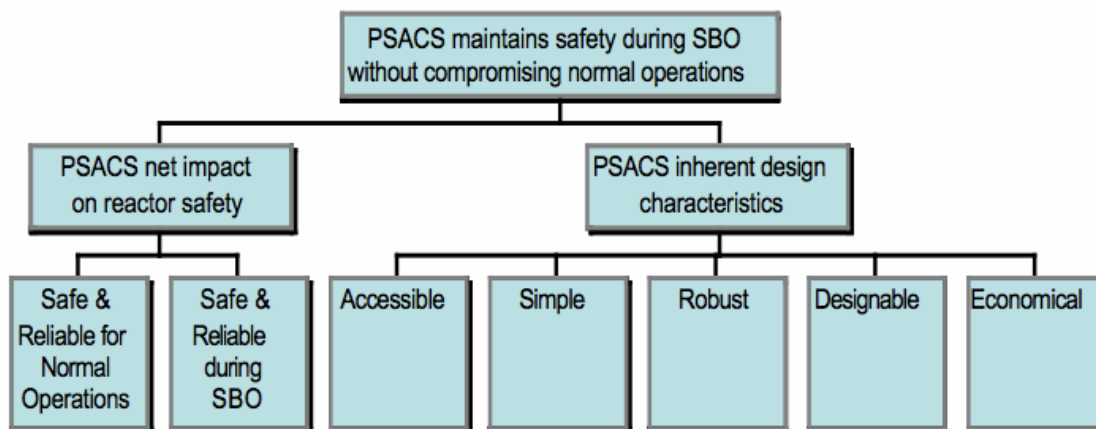 PSACS maintains safety during SBO
without compromising normal operations
PSACS net impact
on reactor safety
PSACS inherent design
characteristics
Safe &
Reliable for
Normal
Operations
Safe &
Reliable
during
SBO
Accessible
Simple
Robust
Designable
Economical